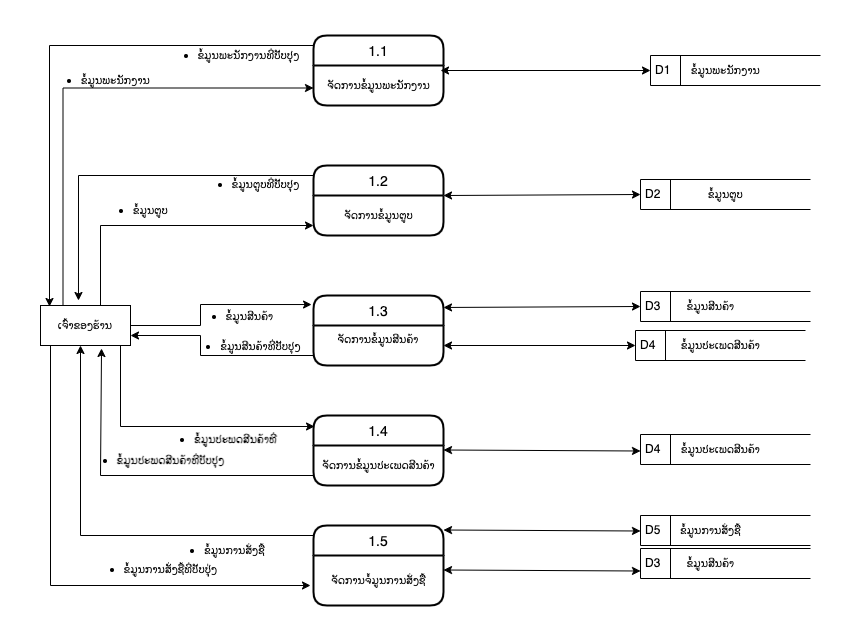 1.1
ຂໍ້ມູນພະນັກງານທີ່ປັບປຸງ
ຂໍ້ມູນພະນັກງານ
ຈັດການຂໍ້ມູນພະນັກງານ
D1 ຂໍ້ມູນພະນັກງານ
1.2
ຂໍ້ມູນຕູບທີ່ປັບປຸງ
ຂໍ້ມູນຕູບ
ຈັດການຂໍ້ມູນຕູບ
D2 ຂໍ້ມູນຕູບ
1.3
ຂໍ້ມູນສິນຄ້າ
D3 ຂໍ້ມູນສິນຄ້າ
ເຈົ້າຂອງຮ້ານ
ຈັດການຂໍ້ມູນສິນຄ້າ
ຂໍ້ມູນສິນຄ້າທີ່ປັບປຸງ
D4 ຂໍ້ມູນປະເພດສິນຄ້າ
1.4
ຂໍ້ມູນປະພດສິນຄ້າທີ່
ຂໍ້ມູນປະພດສິນຄ້າທີ່ປັບປຸງ
ຈັດການຂໍ້ມູນປະເພດສິນຄ້າ
D4 ຂໍ້ມູນປະເພດສິນຄ້າ
1.5
ຂໍ້ມູນການສັ່ງຊື້
D5 ຂໍ້ມູນການສັ່ງຊື້
ຂໍ້ມູນການສັ່ງຊື້ທີ່ປັບປຸ່ງ
ຈັດການຈໍ້ມູນການສັ່ງຊື້
D3 ຂໍ້ມູນສິນຄ້າ